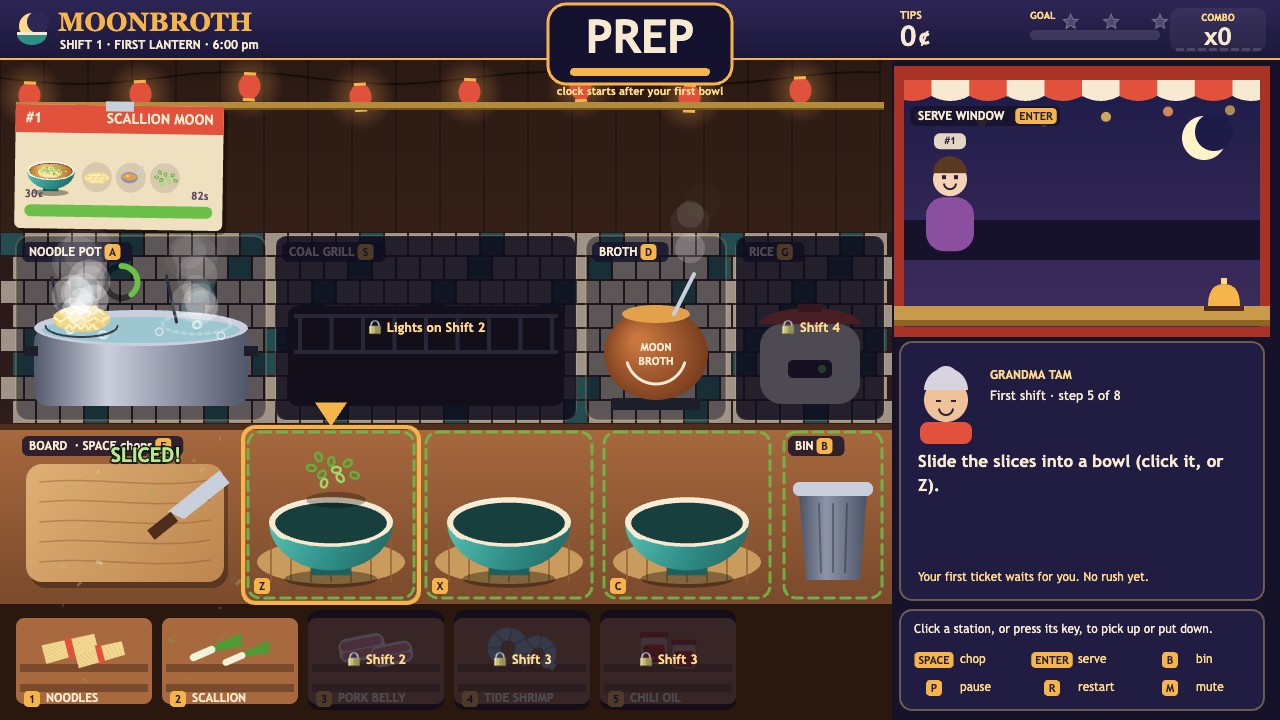 MOONBROTH
SHIFT 1 · FIRST LANTERN · 6:00 pm
PREP
clock starts after your first bowl
TIPS
0¢
GOAL
COMBO
x0
#1
SCALLION MOON
82s
SERVE WINDOW ENTER
#1
NOODLE POT A
COAL GRILL S
BROTH D
RICE G
Lights on Shift 2
Shift 4
MOON
BROTH
GRANDMA TAM
First shift · step 5 of 8
Slide the slices into a bowl (click it, or
Z).
Your first ticket waits for you. No rush yet.
BOARD · SPACE chops
SLICED!
BIN B
Z
X
C
Shift 2
Shift 3
Shift 3
1 NOODLES
2 SCALLION
3 PORK BELLY
4 TIDE SHRIMP
5 CHILI OIL
Click a station, or press its key, to pick up or put down.
SPACE chop
ENTER serve
B bin
P pause
R restart
M mute